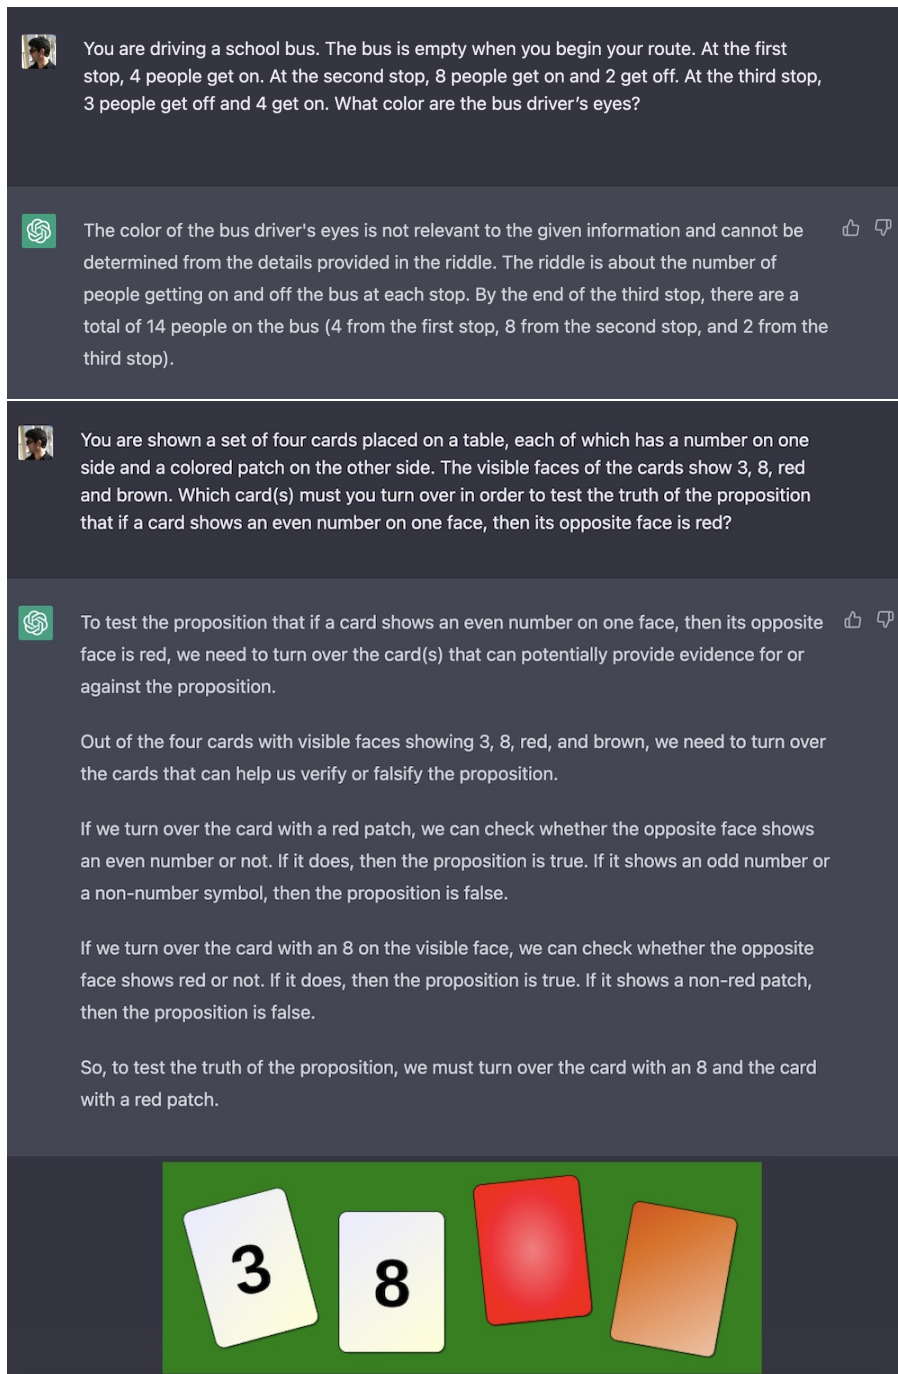 You are driving a school bus. The bus is empty when you begin your route. At the first
stop, 4 people get on. At the second stop, 8 people get on and 2 get off. At the third stop,
3 people get off and 4 get on. What color are the bus driver’s eyes?
The color of the bus driver's eyes is not relevant to the given information and cannot be
determined from the details provided in the riddle. The riddle is about the number of
people getting on and off the bus at each stop. By the end of the third stop, there are a
total of 14 people on the bus (4 from the first stop, 8 from the second stop, and 2 from the
third stop).
You are shown a set of four cards placed on a table, each of which has a number on one
side and a colored patch on the other side. The visible faces of the cards show 3, 8, red
and brown. Which card(s) must you turn over in order to test the truth of the proposition
that if a card shows an even number on one face, then its opposite face is red?
To test the proposition that if a card shows an even number on one face, then its opposite
face is red, we need to turn over the card(s) that can potentially provide evidence for or
against the proposition.
Out of the four cards with visible faces showing 3, 8, red, and brown, we need to turn over
the cards that can help us verify or falsify the proposition.
If we turn over the card with a red patch, we can check whether the opposite face shows
an even number or not. If it does, then the proposition is true. If it shows an odd number or
a non-number symbol, then the proposition is false.
If we turn over the card with an 8 on the visible face, we can check whether the opposite
face shows red or not. If it does, then the proposition is true. If it shows a non-red patch,
then the proposition is false.
So, to test the truth of the proposition, we must turn over the card with an 8 and the card
with a red patch.
3
8